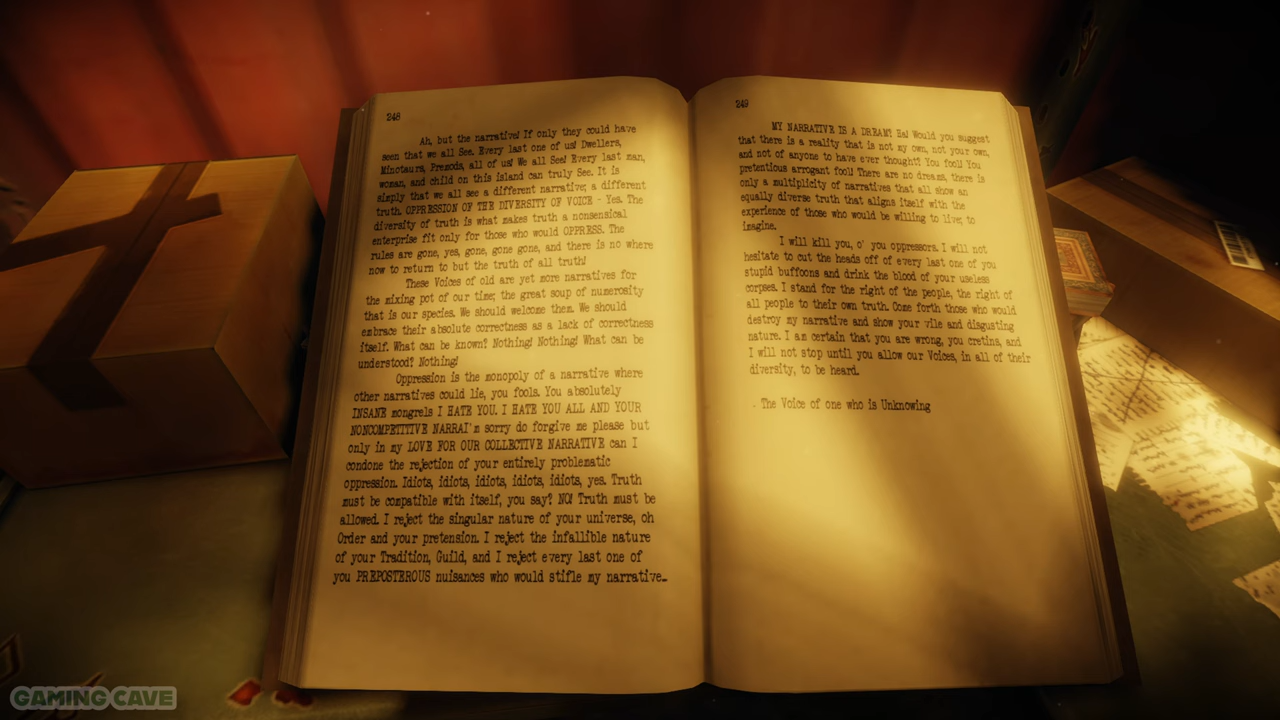 248
Ah, but the narrative! If only they could have
seen that we all See. Every last one of us! Dwellers,
Minotaurs, Premods, all of us! We all See! Every last man,
woman, and child on this island can truly See. It is
simply that we all see a different narrative; a different
truth. OPPRESSION OF THE DIVERSITY OF VOICE - Yes. The
diversity of truth is what makes truth a nonsensical
enterprise fit only for those who would OPPRESS. The
rules are gone, yes, gone, gone gone, and there is no where
now to return to but the truth of all truth!
These Voices of old are yet more narratives for
the mixing pot of our time; the great soup of numerosity
that is our species. We should welcome them. We should
embrace their absolute correctness as a lack of correctness
itself. What can be known? Nothing! Nothing! What can be
understood? Nothing!
Oppression is the monopoly of a narrative where
other narratives could lie, you fools. You absolutely
INSANE mongrels I HATE YOU. I HATE YOU ALL AND YOUR
NONCOMPETITIVE NARRAI'm sorry do forgive me please but
only in my LOVE FOR OUR COLLECTIVE NARRATIVE can I
condone the rejection of your entirely problematic
oppression. Idiots, idiots, idiots, idiots, idiots, yes. Truth
must be compatible with itself, you say? NO! Truth must be
allowed. I reject the singular nature of your universe, oh
Order and your pretension. I reject the infallible nature
of your Tradition, Guild, and I reject every last one of
you PREPOSTEROUS nuisances who would stifle my narrative...
249
MY NARRATIVE IS A DREAM? Ha! Would you suggest
that there is a reality that is not my own, not your own,
and not of anyone to have ever thought? You fool! You
pretentious arrogant fool! There are no dreams, there is
only a multiplicity of narratives that all show an
equally diverse truth that aligns itself with the
experience of those who would be willing to live; to
imagine.
I will kill you, o' you oppressors. I will not
hesitate to cut the heads off of every last one of you
stupid buffoons and drink the blood of your useless
corpses. I stand for the right of the people, the right of
all people to their own truth. Come forth those who would
destroy my narrative and show your vile and disgusting
nature. I am certain that you are wrong, you cretins, and
I will not stop until you allow our Voices, in all of their
diversity, to be heard.
- The Voice of one who is Unknowing
GAMING CAVE